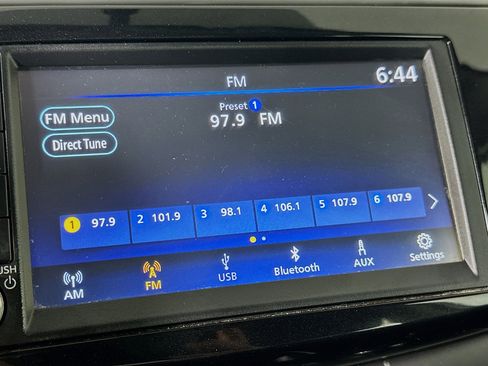 FM
6:44
Preset 1
97.9 FM
FM Menu
Direct Tune
1 97.9
2 101.9
3 98.1
4 106.1
5 107.9
6 107.9
AM
FM
USB
Bluetooth
AUX
Settings
USH